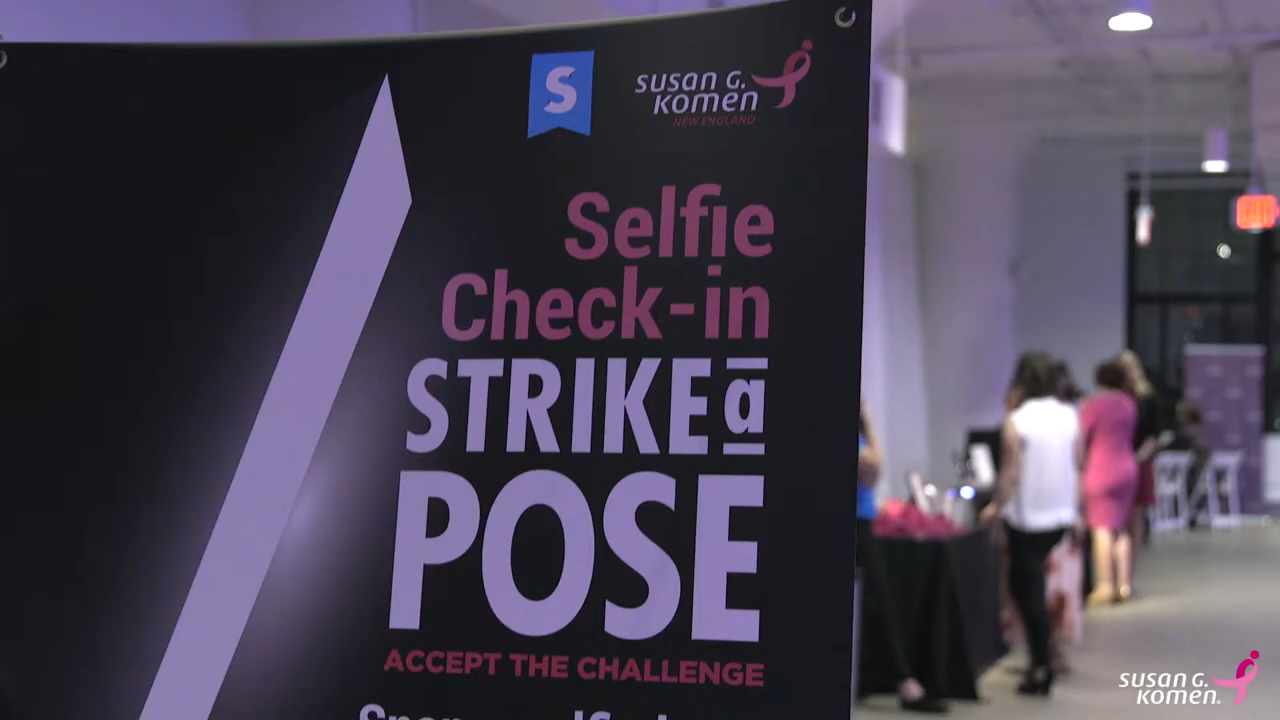 S
susan G.
komen
NEW ENGLAND
Selfie
Check-in
STRIKE a
POSE
ACCEPT THE CHALLENGE
susan G.
komen.